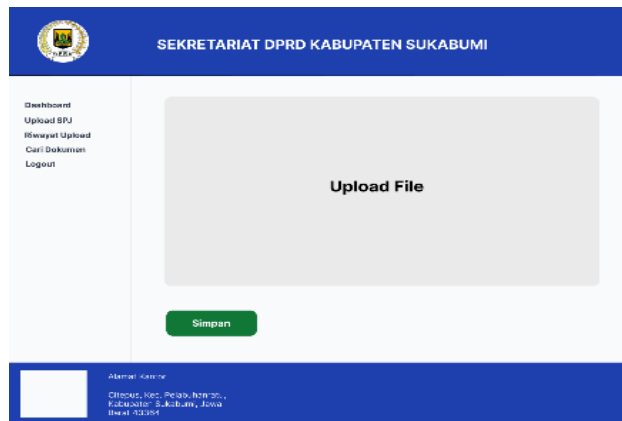 SEKRETARIAT DPRD KABUPATEN SUKABUMI
Dashboard
Upload SPJ
Riwayat Upload
Cari Dokumen
Logout
Upload File
Simpan
Alamat Kantor
Citepus, Kec. Pelabuhanratu,
Kabupaten Sukabumi, Jawa
Barat 43364